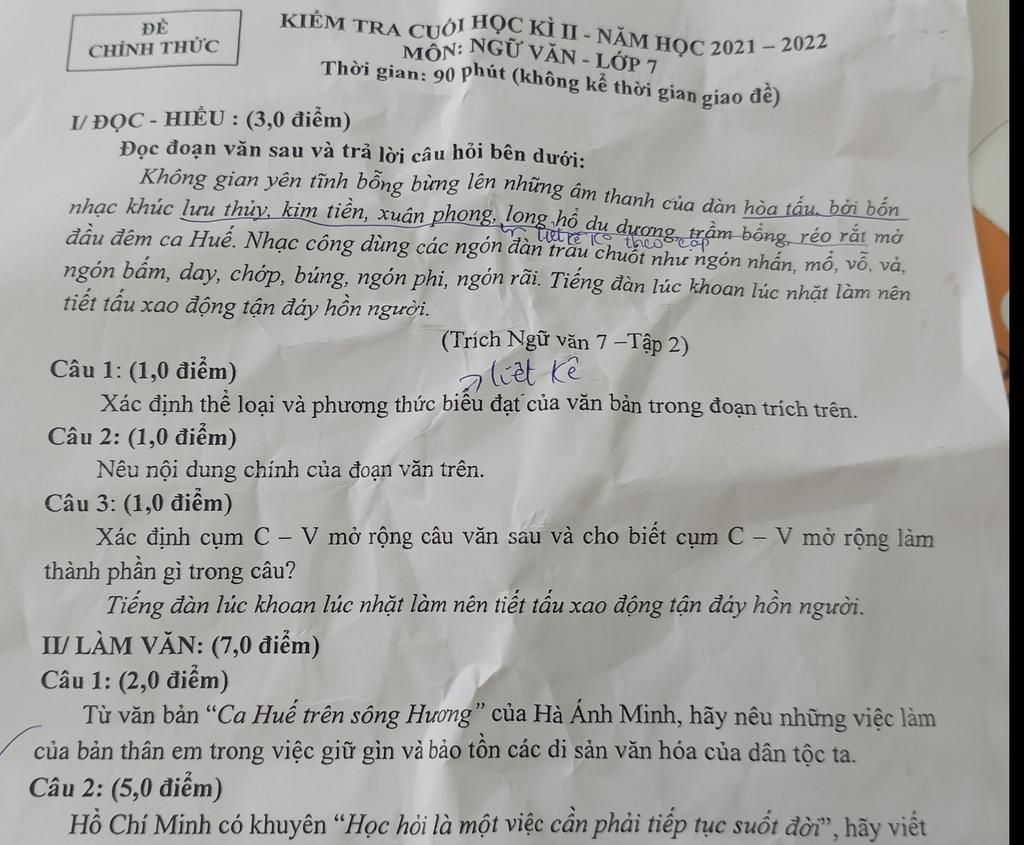 ĐỀ
CHÍNH THỨC
KIỂM TRA CUỐI HỌC KÌ II - NĂM HỌC 2021 – 2022
MÔN: NGỮ VĂN - LỚP 7
Thời gian: 90 phút (không kể thời gian giao đề)
I/ ĐỌC - HIỂU : (3,0 điểm)
Đọc đoạn văn sau và trả lời câu hỏi bên dưới:
Không gian yên tĩnh bỗng bừng lên những âm thanh của dàn hòa tấu, bởi bốn
nhạc khúc lưu thủy, kim tiền, xuân phong, long hổ du dương, trầm bổng, réo rắt mở
liệt kê ko theo cặp
đầu đêm ca Huế. Nhạc công dùng các ngón đàn trau chuốt như ngón nhấn, mổ, vỗ, vả,
ngón bấm, day, chớp, búng, ngón phi, ngón rãi. Tiếng đàn lúc khoan lúc nhặt làm nên
tiết tấu xao động tận đáy hồn người.
(Trích Ngữ văn 7 –Tập 2)
Câu 1: (1,0 điểm)
liệt kê
Xác định thể loại và phương thức biểu đạt của văn bản trong đoạn trích trên.
Câu 2: (1,0 điểm)
Nêu nội dung chính của đoạn văn trên.
Câu 3: (1,0 điểm)
Xác định cụm C – V mở rộng câu văn sau và cho biết cụm C – V mở rộng làm
thành phần gì trong câu?
Tiếng đàn lúc khoan lúc nhặt làm nên tiết tấu xao động tận đáy hồn người.
II/ LÀM VĂN: (7,0 điểm)
Câu 1: (2,0 điểm)
Từ văn bản “Ca Huế trên sông Hương” của Hà Ánh Minh, hãy nêu những việc làm
của bản thân em trong việc giữ gìn và bảo tồn các di sản văn hóa của dân tộc ta.
Câu 2: (5,0 điểm)
Hồ Chí Minh có khuyên “Học hỏi là một việc cần phải tiếp tục suốt đời”, hãy viết